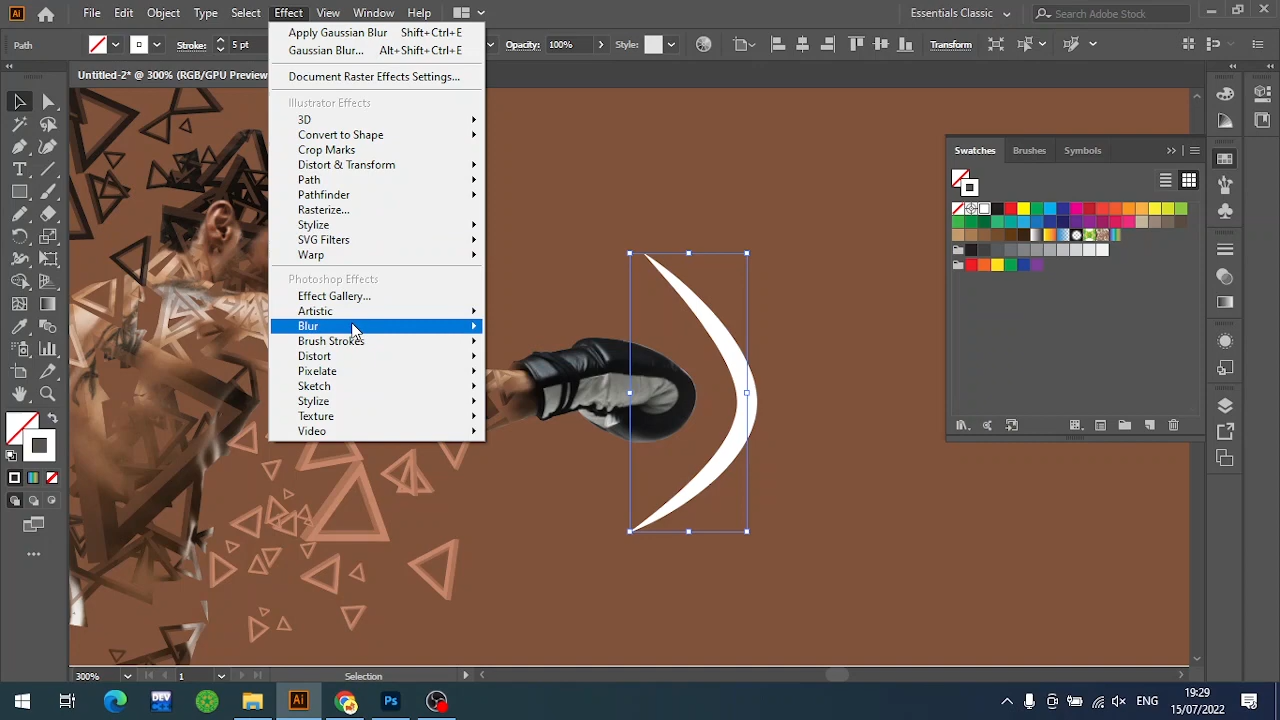 Ai File Edit Object Type Select Effect View Window Help Essentials Classic Search Adobe Stock
Path Stroke: 5 pt Opacity: 100% Style: Transform
Untitled-2* @ 300% (RGB/GPU Preview
Apply Gaussian Blur Shift+Ctrl+E
Gaussian Blur... Alt+Shift+Ctrl+E
Document Raster Effects Settings...
Illustrator Effects
3D
Convert to Shape
Crop Marks
Distort & Transform
Path
Pathfinder
Rasterize...
Stylize
SVG Filters
Warp
Photoshop Effects
Effect Gallery...
Artistic
Blur
Brush Strokes
Distort
Pixelate
Sketch
Stylize
Texture
Video
Swatches Brushes Symbols
300% 1 Selection
DEV Ai Ps ENG 19:29
15/07/2022